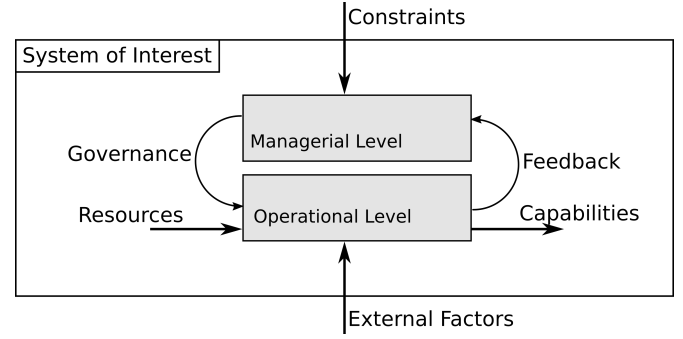 Constraints
System of Interest
Managerial Level
Governance
Feedback
Resources
Operational Level
Capabilities
External Factors